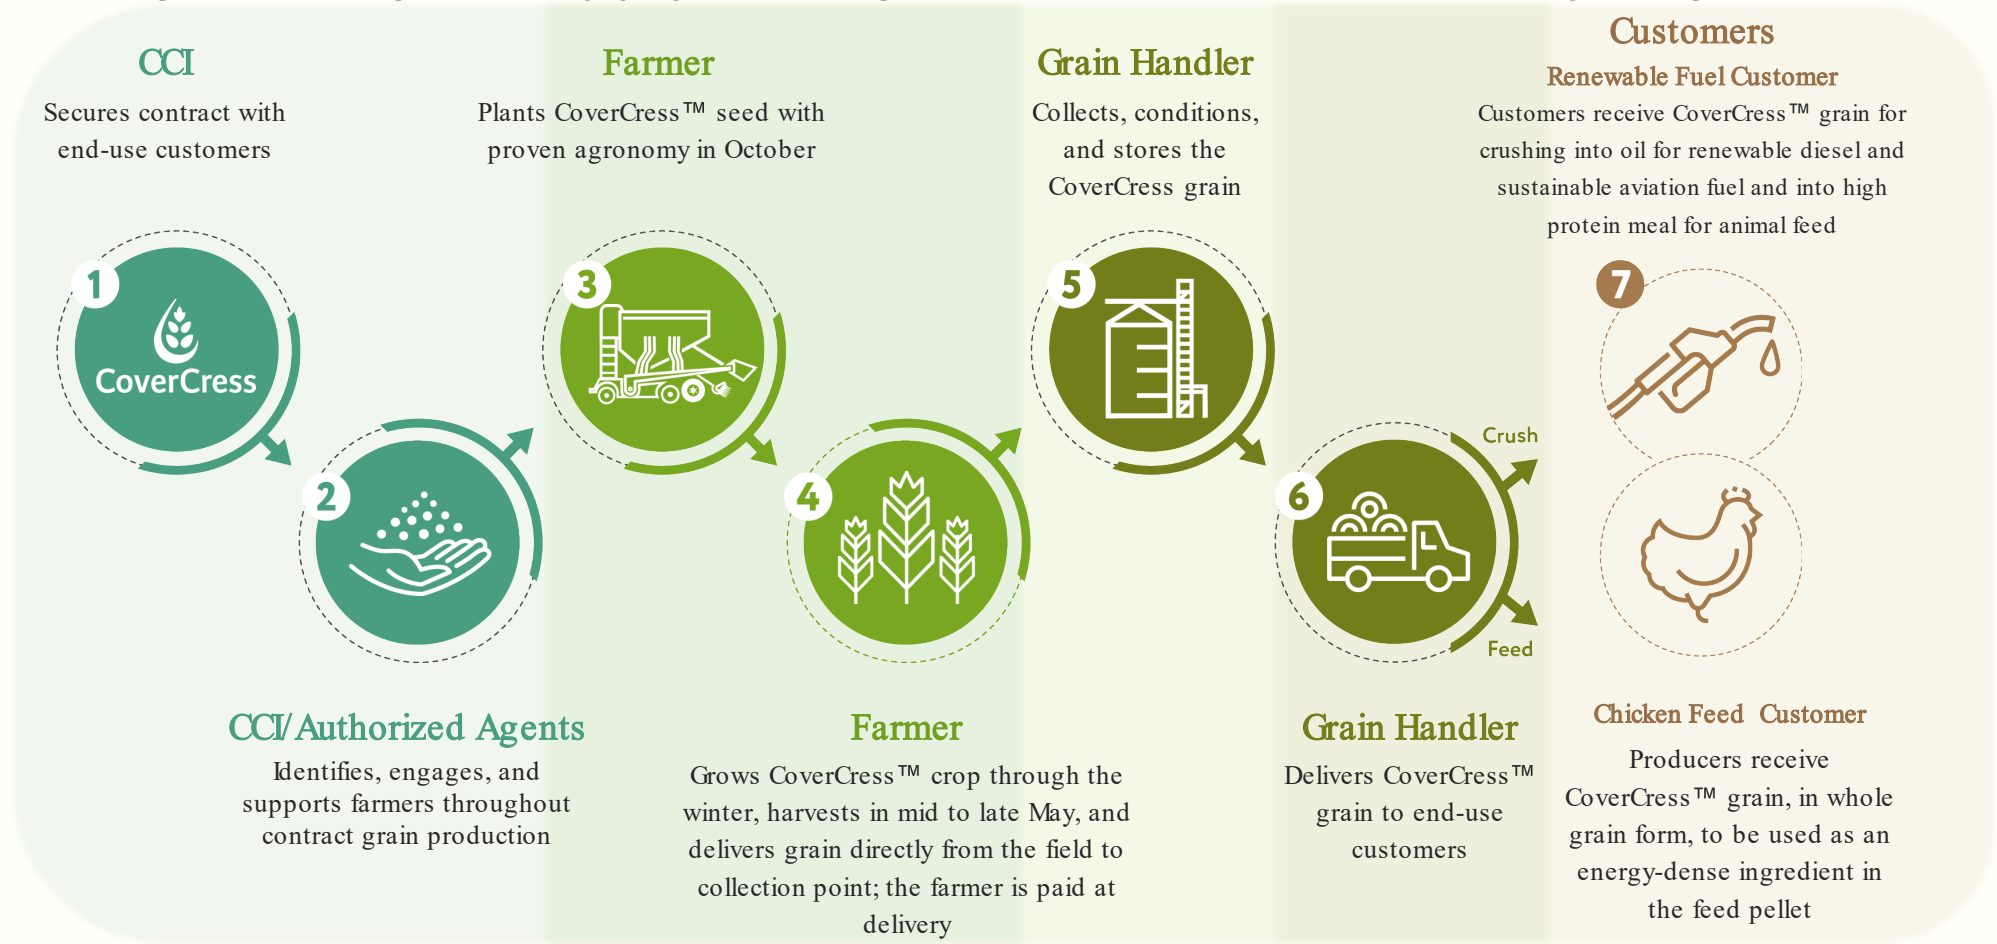 CCI
Secures contract with
end-use customers
1
CoverCress
2
CCI/Authorized Agents
Identifies, engages, and
supports farmers throughout
contract grain production
Farmer
Plants CoverCress™ seed with
proven agronomy in October
3
4
Farmer
Grows CoverCress™ crop through the
winter, harvests in mid to late May, and
delivers grain directly from the field to
collection point; the farmer is paid at
delivery
Grain Handler
Collects, conditions,
and stores the
CoverCress grain
5
6
Crush
Feed
Grain Handler
Delivers CoverCress™
grain to end-use
customers
Customers
Renewable Fuel Customer
Customers receive CoverCress™ grain for
crushing into oil for renewable diesel and
sustainable aviation fuel and into high
protein meal for animal feed
7
Chicken Feed Customer
Producers receive
CoverCress™ grain, in whole
grain form, to be used as an
energy-dense ingredient in
the feed pellet